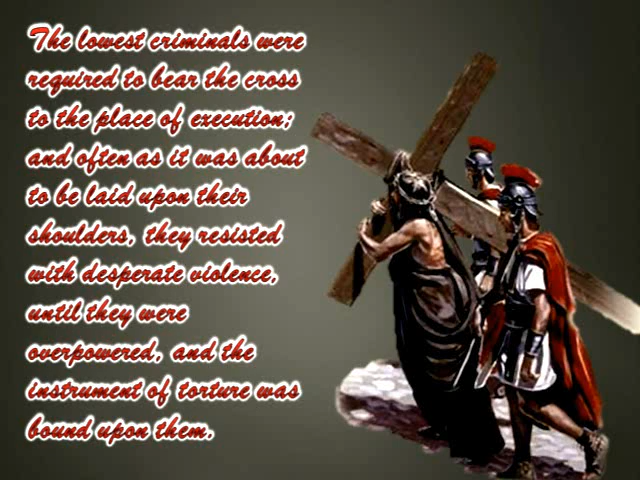 The lowest criminals were
required to bear the cross
to the place of execution;
and often as it was about
to be laid upon their
shoulders, they resisted
with desperate violence,
until they were
overpowered, and the
instrument of torture was
bound upon them.